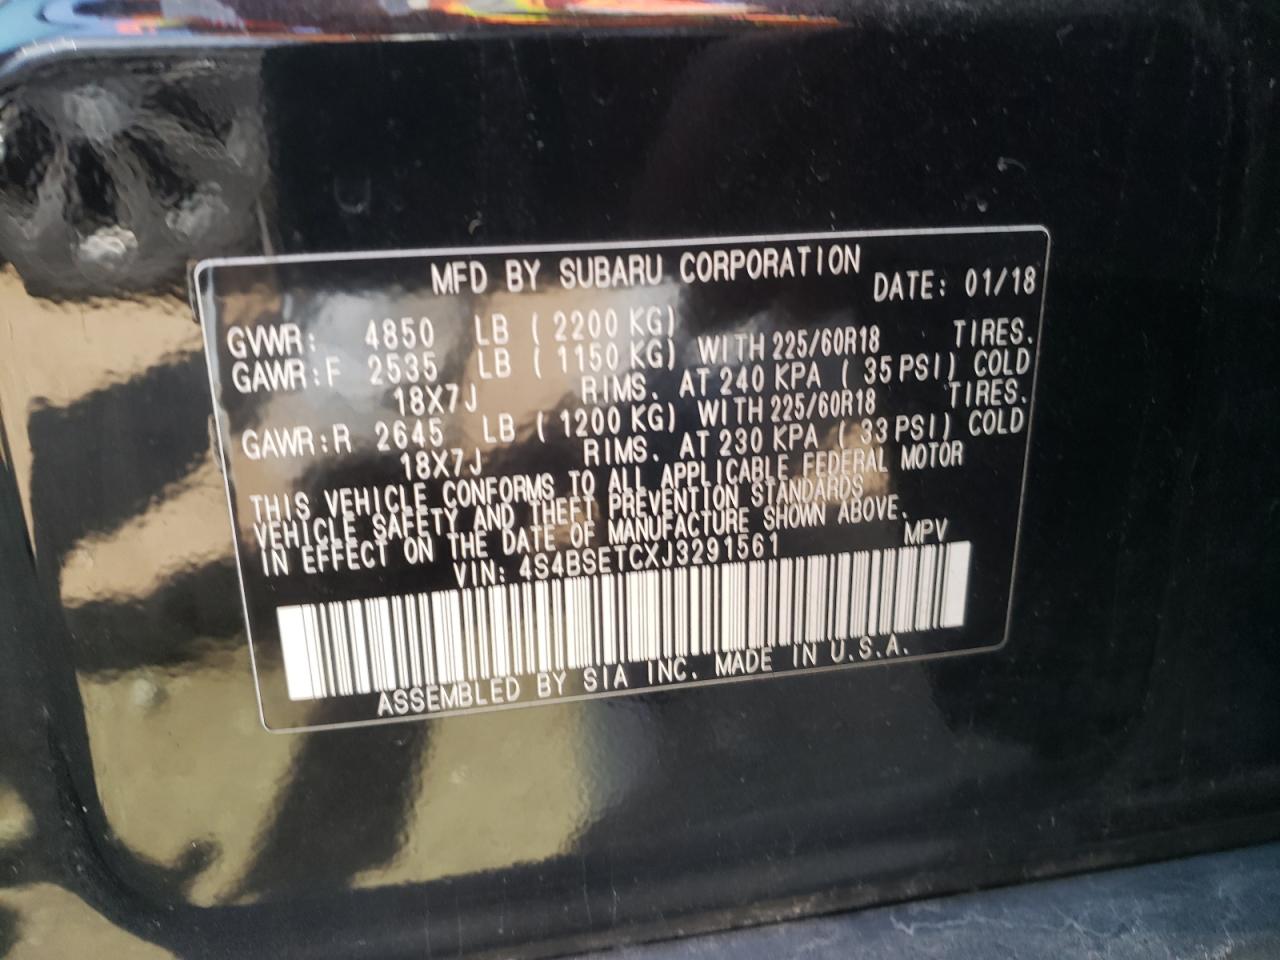 MFD BY SUBARU CORPORATION DATE: 01/18
GVWR: 4850 LB ( 2200 KG)
GAWR:F 2535 LB ( 1150 KG) WITH 225/60R18 TIRES.
18X7J RIMS. AT 240 KPA ( 35 PSI) COLD
GAWR:R 2645 LB ( 1200 KG) WITH 225/60R18 TIRES.
18X7J RIMS. AT 230 KPA ( 33 PSI) COLD
THIS VEHICLE CONFORMS TO ALL APPLICABLE FEDERAL MOTOR
VEHICLE SAFETY AND THEFT PREVENTION STANDARDS
IN EFFECT ON THE DATE OF MANUFACTURE SHOWN ABOVE.
VIN: 4S4BSETCXJ3291561 MPV
ASSEMBLED BY SIA INC. MADE IN U.S.A.